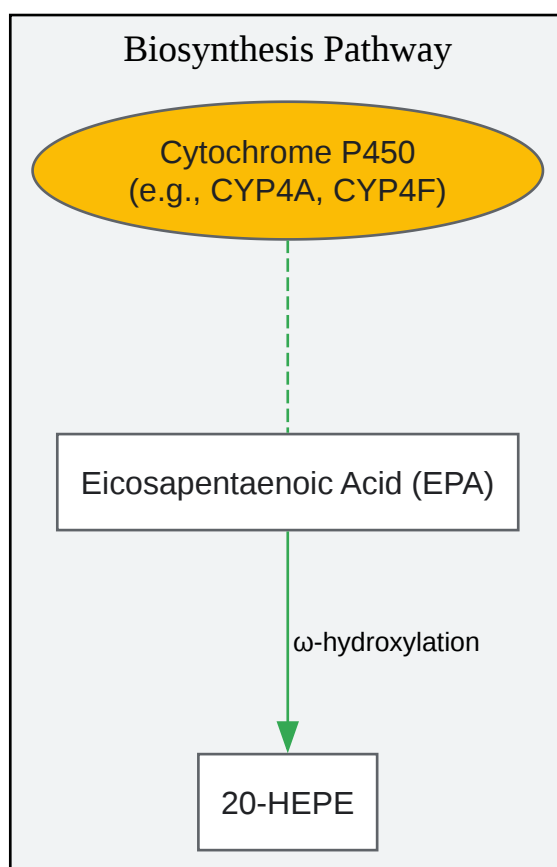 Biosynthesis Pathway
Cytochrome P450
(e.g., CYP4A, CYP4F)
Eicosapentaenoic Acid (EPA)
ω-hydroxylation
20-HEPE